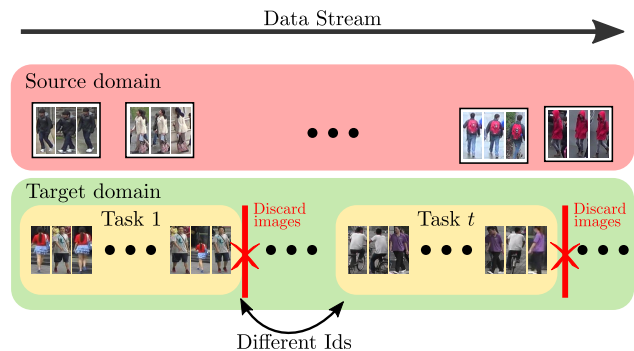 Data Stream
Source domain
Target domain
Task 1
Discard
images
Task t
Discard
images
Different Ids